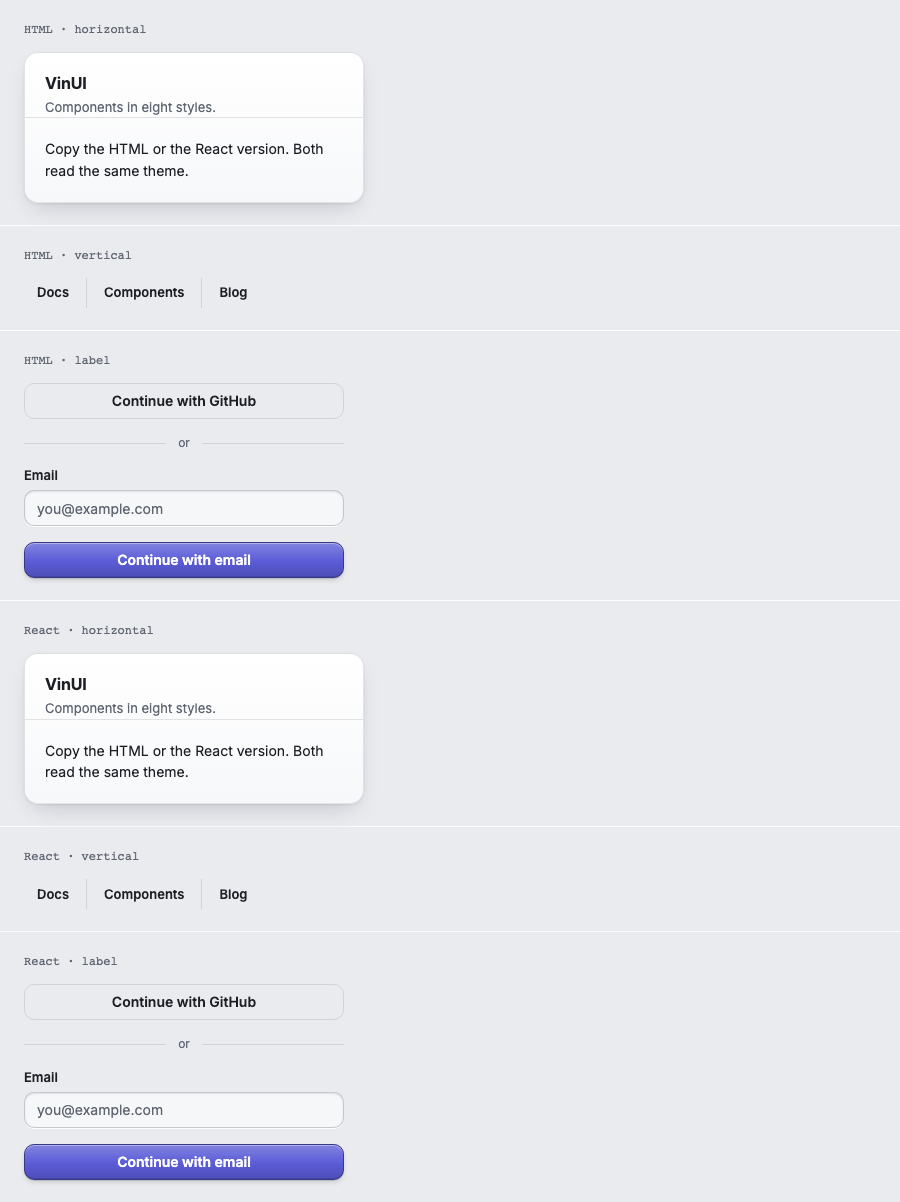 HTML · horizontal
VinUI
Components in eight styles.
Copy the HTML or the React version. Both
read the same theme.
HTML · vertical
Docs
Components
Blog
HTML · label
Continue with GitHub
or
Email
you@example.com
Continue with email
React · horizontal
VinUI
Components in eight styles.
Copy the HTML or the React version. Both
read the same theme.
React · vertical
Docs
Components
Blog
React · label
Continue with GitHub
or
Email
you@example.com
Continue with email